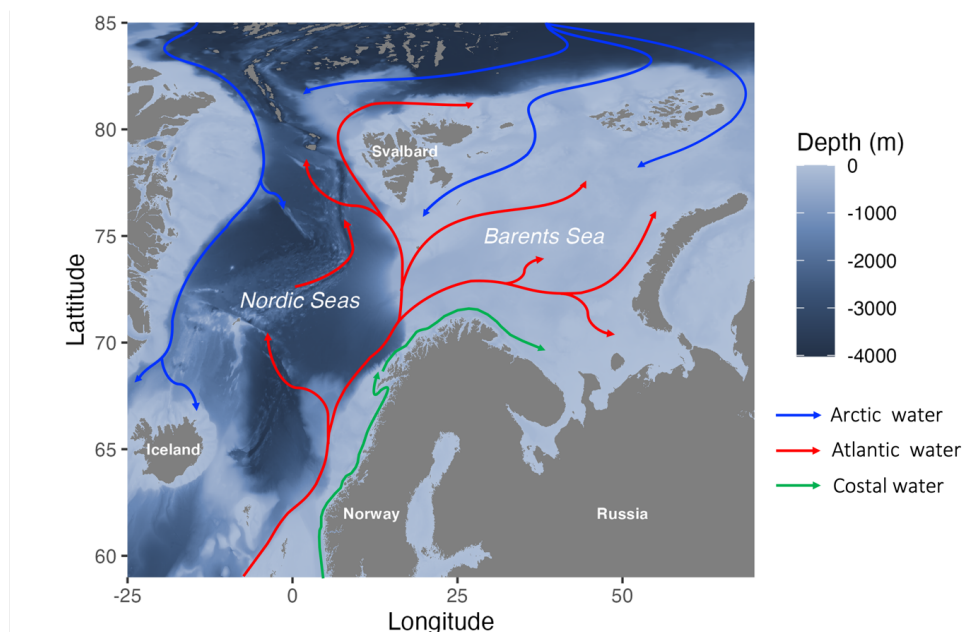 85
80
75
70
65
60
Lattitude
-25
0
25
50
Longitude
Svalbard
Barents Sea
Nordic Seas
Iceland
Norway
Russia
Depth (m)
0
-1000
-2000
-3000
-4000
Arctic water
Atlantic water
Costal water